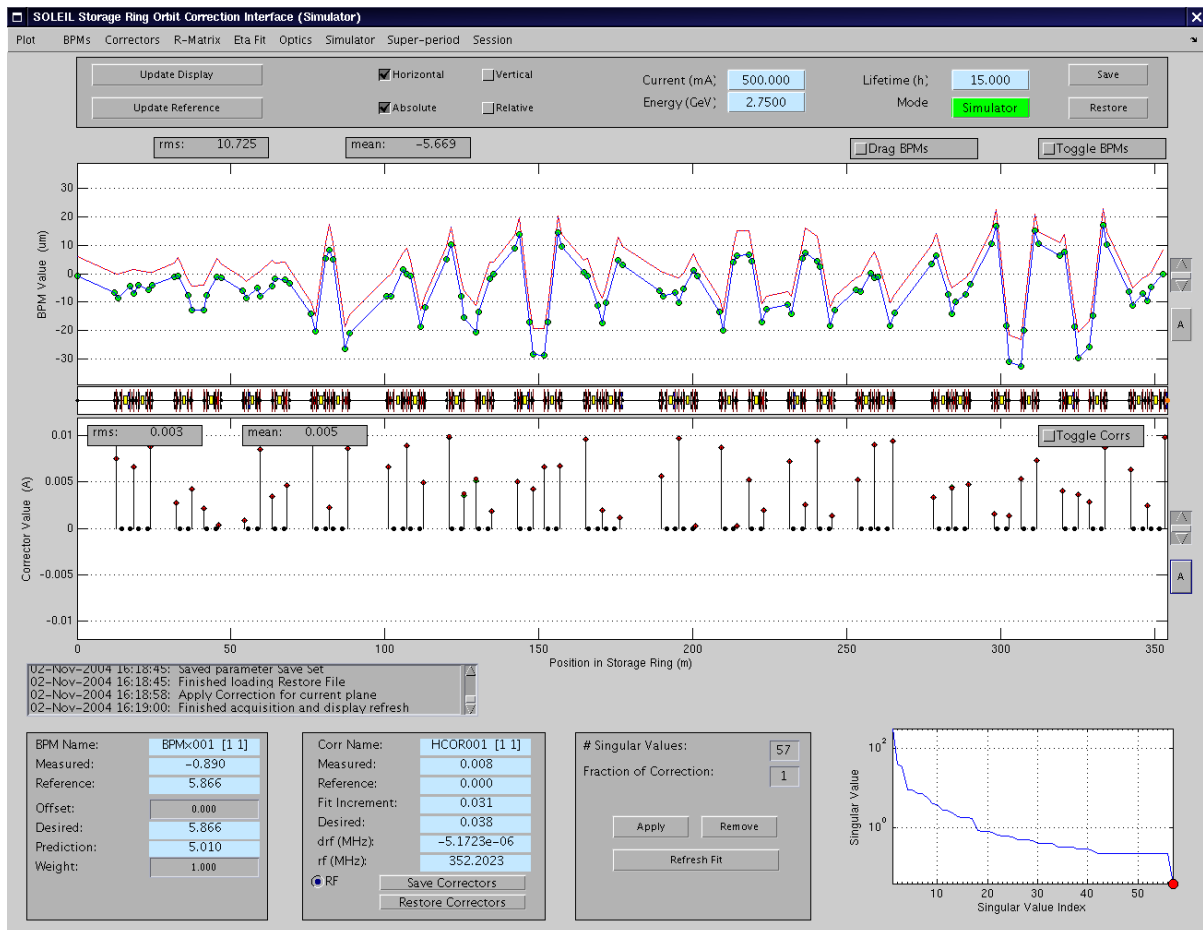 SOLEIL Storage Ring Orbit Correction Interface (Simulator)
Plot BPMs Correctors R-Matrix Eta Fit Optics Simulator Super-period Session
Update Display
Horizontal Vertical
Current (mA) 500.000
Lifetime (h) 15.000
Save
Update Reference
Absolute Relative
Energy (GeV) 2.7500
Mode Simulator
Restore
rms: 10.725
mean: -5.669
Drag BPMs
Toggle BPMs
BPM Value (um)
30
20
10
0
-10
-20
-30
A
rms: 0.003
mean: 0.005
Toggle Corrs
Corrector Value (A)
0.01
0.005
0
-0.005
-0.01
A
0 50 100 150 200 250 300 350
Position in Storage Ring (m)
02-Nov-2004 16:18:45: Saved parameter Save Set
02-Nov-2004 16:18:45: Finished loading Restore File
02-Nov-2004 16:18:58: Apply Correction for current plane
02-Nov-2004 16:19:00: Finished acquisition and display refresh
BPM Name: BPMx001 [1 1]
Measured: -0.890
Reference: 5.866
Offset: 0.000
Desired: 5.866
Prediction: 5.010
Weight: 1.000
Corr Name: HCOR001 [1 1]
Measured: 0.008
Reference: 0.000
Fit Increment: 0.031
Desired: 0.038
drf (MHz): -5.1723e-06
rf (MHz): 352.2023
RF
Save Correctors
Restore Correctors
# Singular Values: 57
Fraction of Correction: 1
Apply Remove
Refresh Fit
Singular Value
10²
10⁰
10 20 30 40 50
Singular Value Index